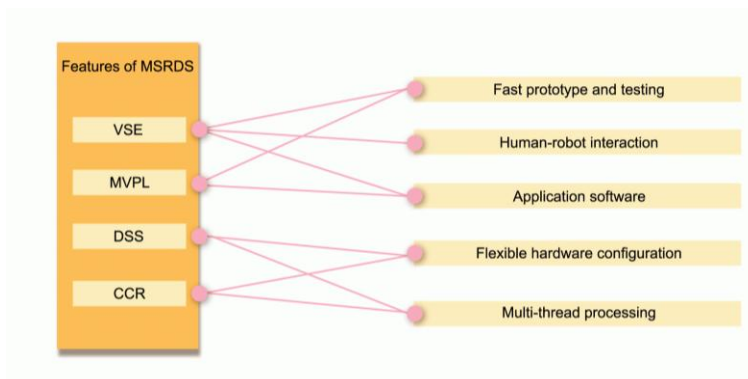 Features of MSRDS
VSE
MVPL
DSS
CCR
Fast prototype and testing
Human-robot interaction
Application software
Flexible hardware configuration
Multi-thread processing